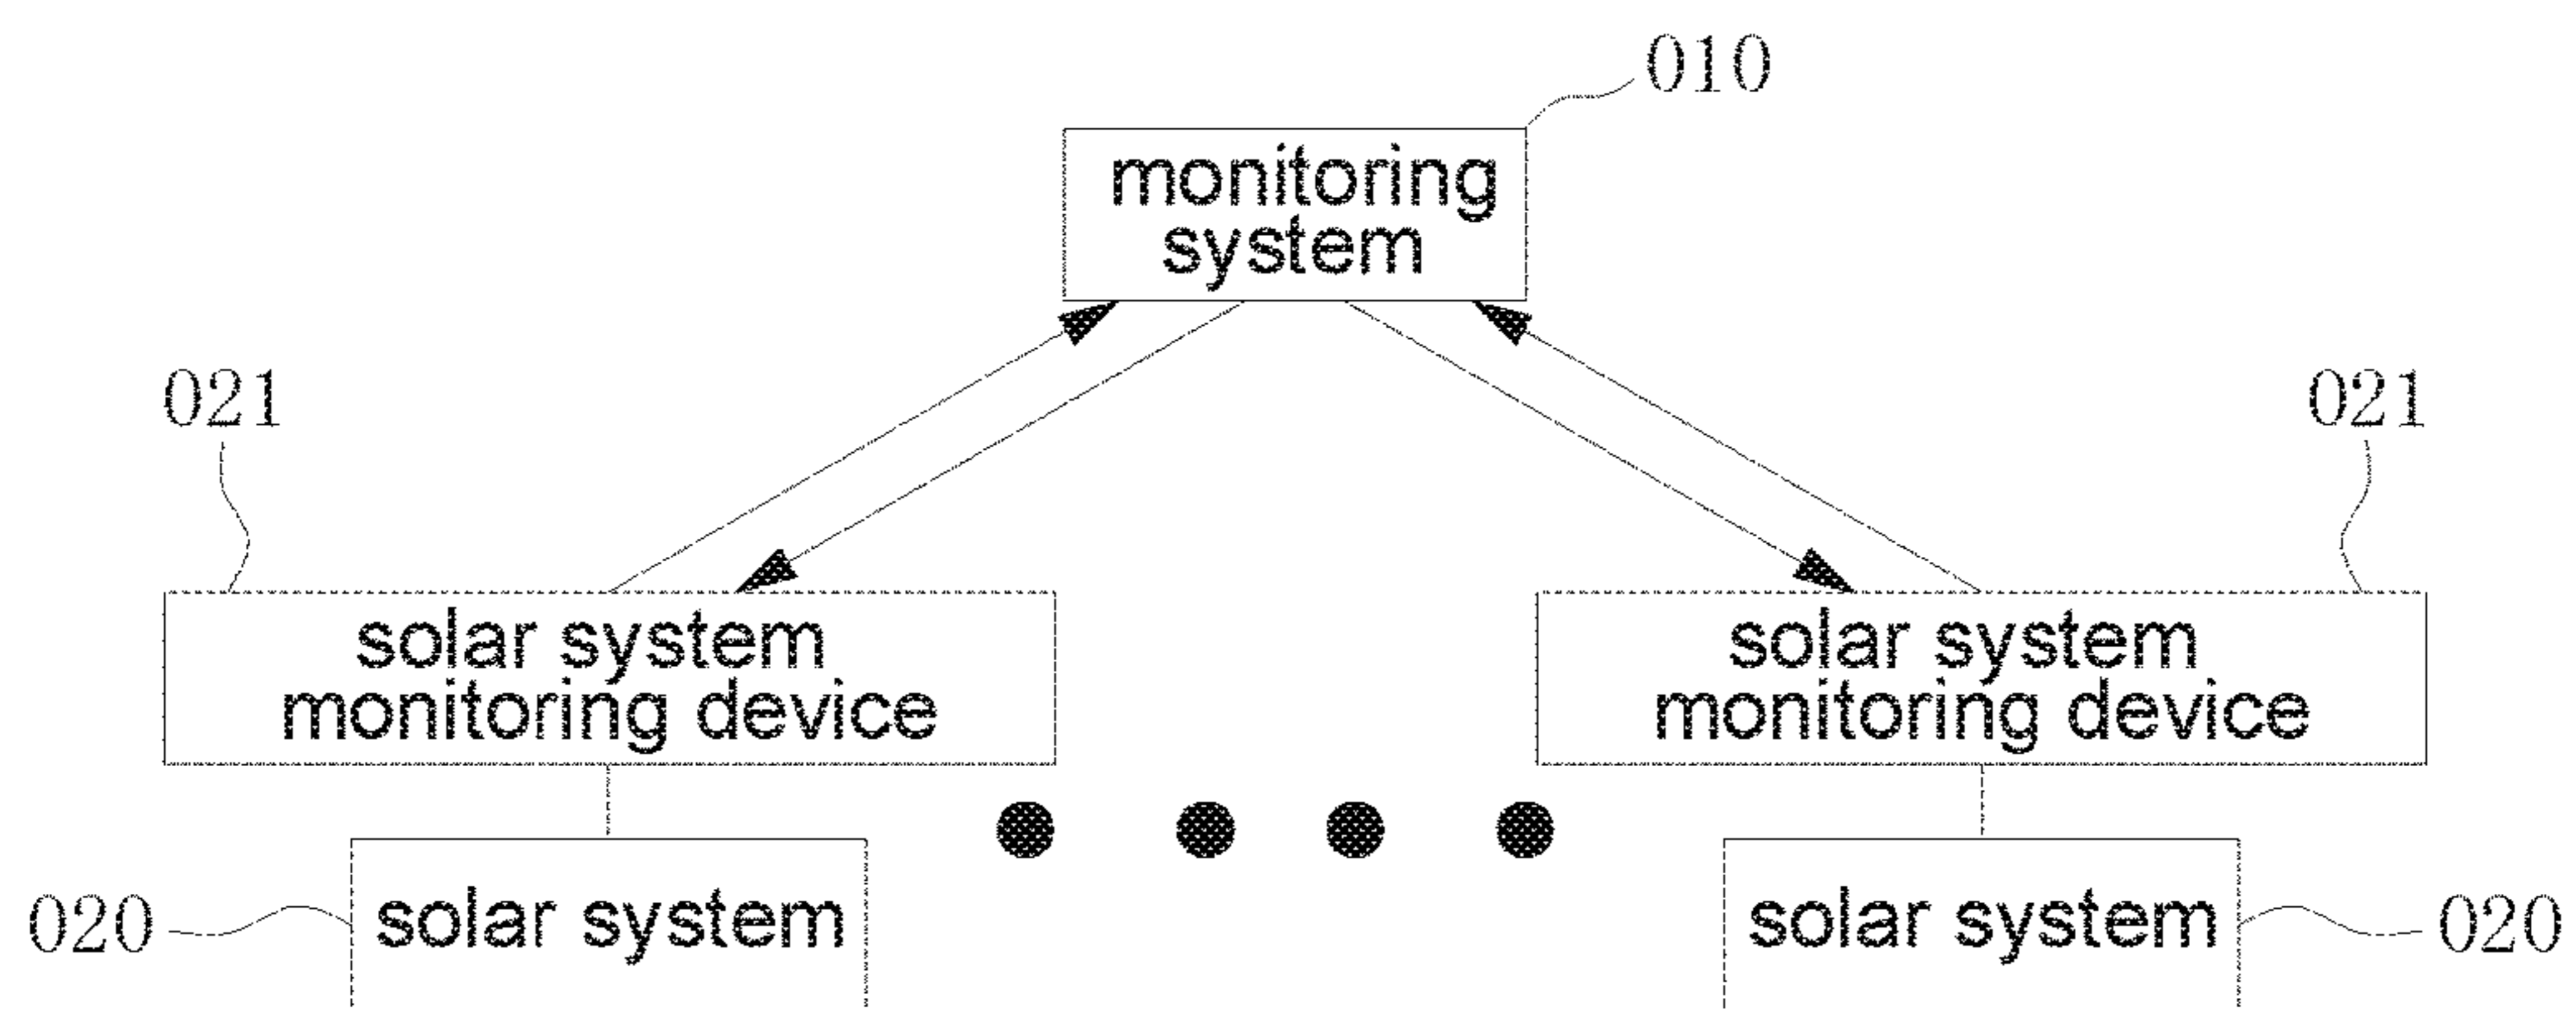 010
monitoring
system
021
021
solar system
monitoring device
solar system
monitoring device
020
solar system
solar system
020